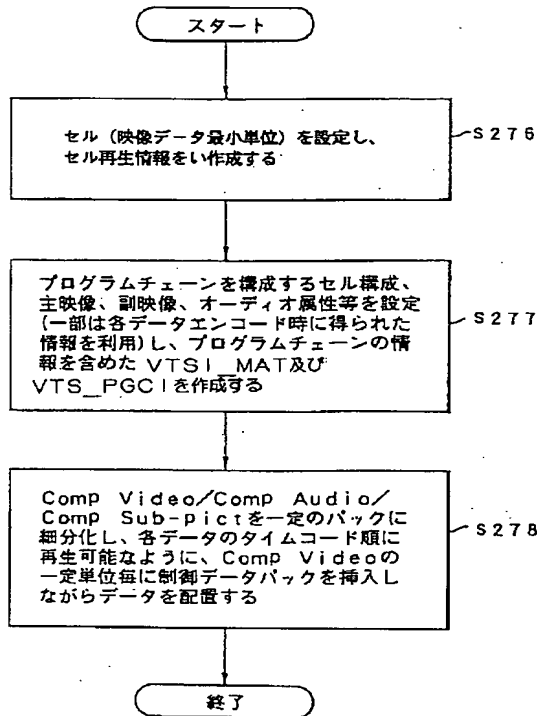 スタート
セル（映像データ最小単位）を設定し、
セル再生情報をい作成する
S276
プログラムチェーンを構成するセル構成、
主映像、副映像、オーディオ属性等を設定
(一部は各データエンコード時に得られた
情報を利用)し、プログラムチェーンの情
報を含めたVTSI_MAT及び
VTS_PGCIを作成する
S277
Comp Video／Comp Audio／
Comp Sub-pictを一定のパックに
細分化し、各データのタイムコード順に
再生可能なように、Comp Videoの
一定単位毎に制御データパックを挿入し
ながらデータを配置する
S278
終了